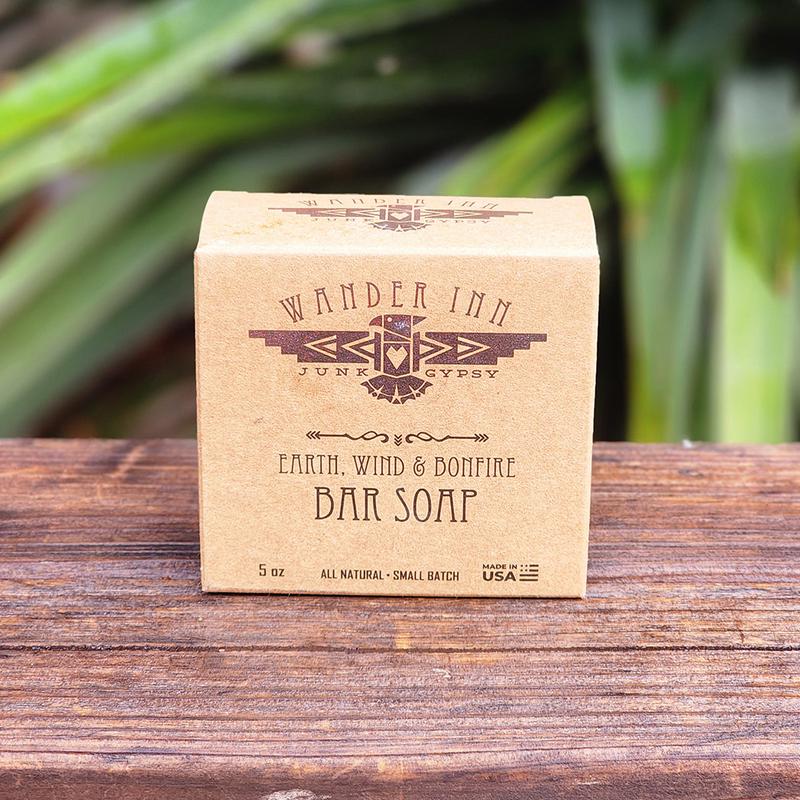 WANDER INN
JUNK GYPSY
WANDER INN
JUNK GYPSY
EARTH, WIND & BONFIRE
BAR SOAP
5 oz ALL NATURAL • SMALL BATCH MADE IN USA